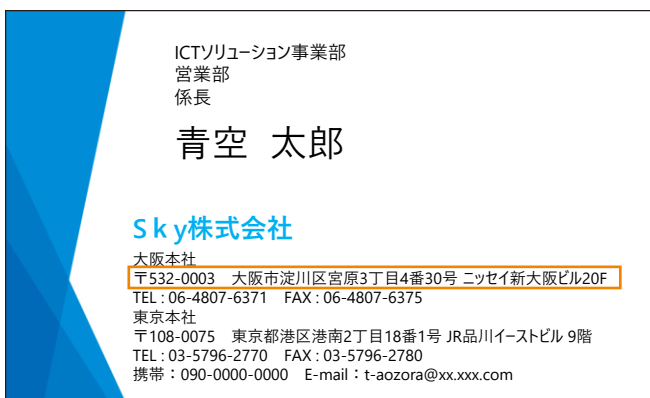 ICTソリューション事業部
営業部
係長
青空 太郎
Ｓｋｙ株式会社
大阪本社
〒532-0003　大阪市淀川区宮原3丁目4番30号 ニッセイ新大阪ビル20F
TEL : 06-4807-6371　FAX : 06-4807-6375
東京本社
〒108-0075　東京都港区港南2丁目18番1号 JR品川イーストビル 9階
TEL : 03-5796-2770　FAX : 03-5796-2780
携帯：090-0000-0000　E-mail：t-aozora@xx.xxx.com